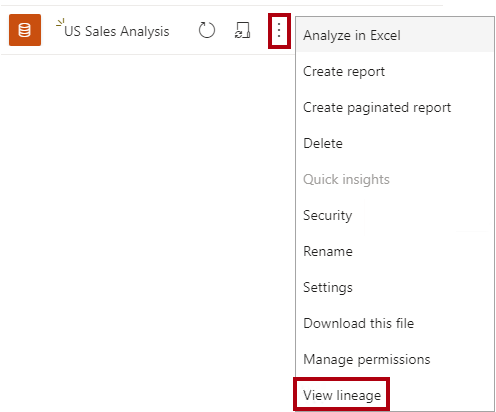 US Sales Analysis
Analyze in Excel
Create report
Create paginated report
Delete
Quick insights
Security
Rename
Settings
Download this file
Manage permissions
View lineage